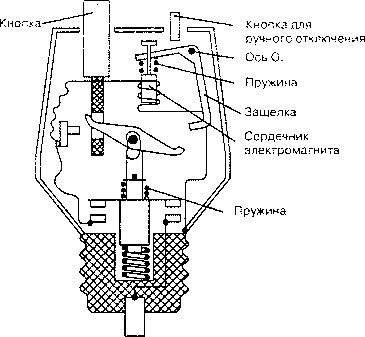 Кнопка
Кнопка для
ручного отключения
Ось О.
Пружина
Защелка
Сердечник
электромагнита
Пружина